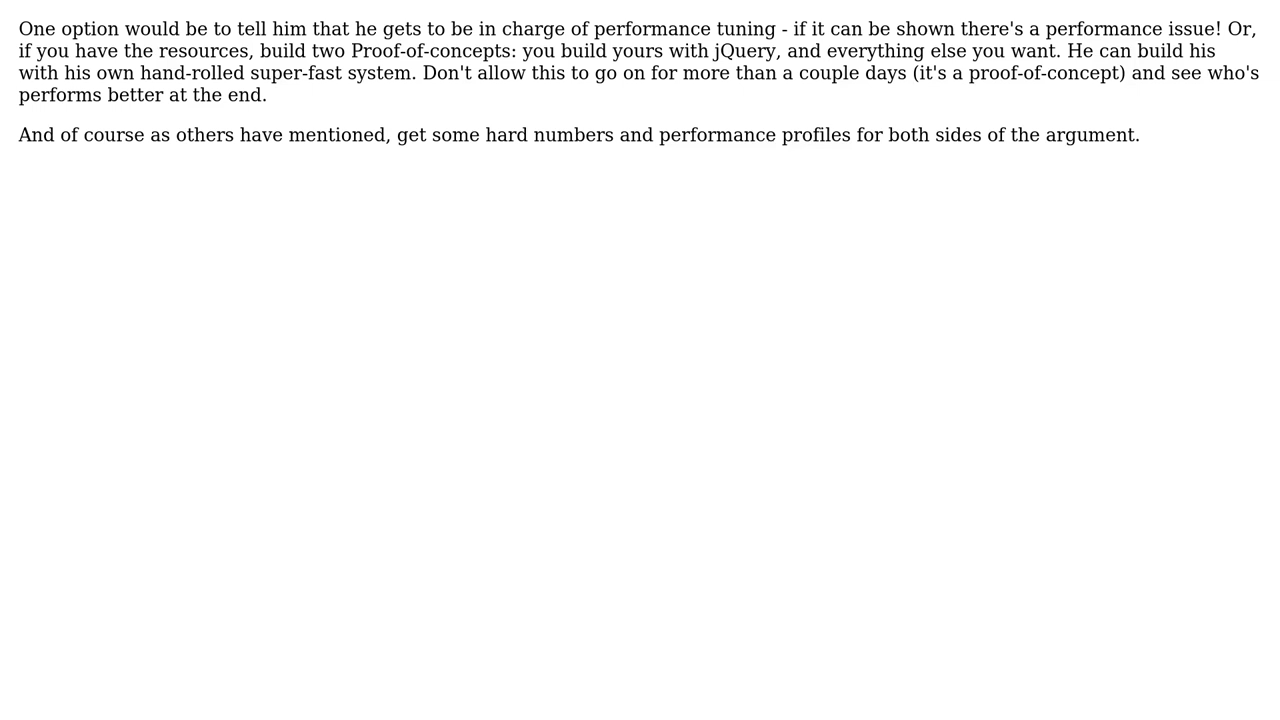 One option would be to tell him that he gets to be in charge of performance tuning - if it can be shown there's a performance issue! Or,
if you have the resources, build two Proof-of-concepts: you build yours with jQuery, and everything else you want. He can build his
with his own hand-rolled super-fast system. Don't allow this to go on for more than a couple days (it's a proof-of-concept) and see who's
performs better at the end.
And of course as others have mentioned, get some hard numbers and performance profiles for both sides of the argument.